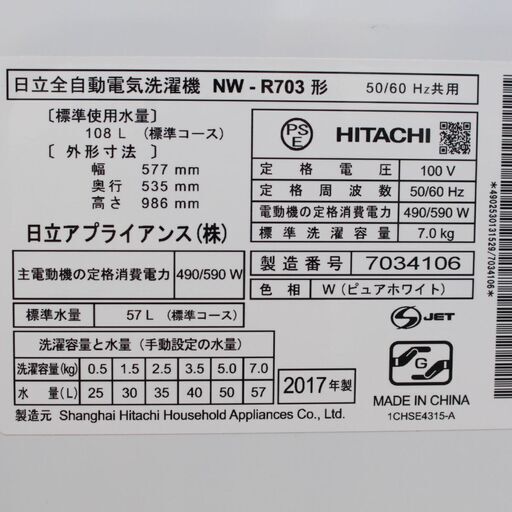 日立全自動電気洗濯機 NW - R703 形 50/60 Hz共用
〔標準使用水量〕
108 L (標準コース)
〔外形寸法〕
幅 577 mm
奥行 535 mm
高さ 986 mm
日立アプライアンス(株)
PS
E
HITACHI
定格電圧 100 V
定格周波数 50/60 Hz
電動機の定格消費電力 490/590 W
標準洗濯容量 7.0 kg
主電動機の定格消費電力 490/590 W
製造番号 7034106
色相 W (ピュアホワイト)
標準水量 57 L (標準コース)
JET
洗濯容量と水量 (手動設定の水量)
洗濯容量(kg) 0.5 1.5 2.5 3.5 5.0 7.0
水量(L) 25 30 35 40 50 57
2017年製
G
MADE IN CHINA
1CHSE4315-A
製造元 Shanghai Hitachi Household Appliances Co., Ltd.
*4902530131529/7034106*